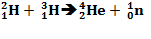 ²₁H + ³₁H ➔ ⁴₂He + ¹₀n